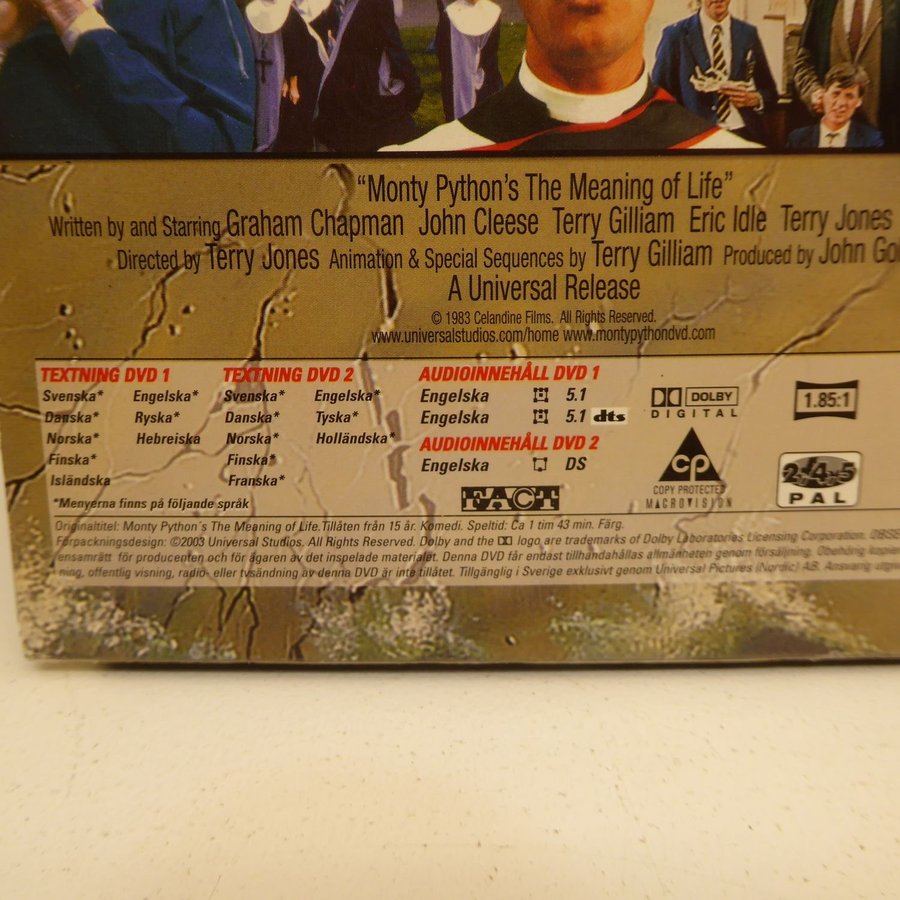 “Monty Python's The Meaning of Life”
Written by and Starring Graham Chapman John Cleese Terry Gilliam Eric Idle Terry Jones
Directed by Terry Jones Animation & Special Sequences by Terry Gilliam Produced by John
A Universal Release
© 1983 Celandine Films. All Rights Reserved.
www.universalstudios.com/home www.montypythondvd.com
TEXTNING DVD 1
Svenska* Engelska*
Danska* Ryska*
Norska* Hebreiska
Finska*
Isländska
TEXTNING DVD 2
Svenska* Engelska*
Danska* Tyska*
Norska* Holländska*
Finska*
Franska*
*Menyerna finns på följande språk
AUDIOINNEHÅLL DVD 1
Engelska 5.1
Engelska 5.1 dts
AUDIOINNEHÅLL DVD 2
Engelska DS
FACT
DOLBY
DIGITAL
CP
COPY PROTECTED
MACROVISION
1.85:1
2 4 5
PAL
Originaltitel: Monty Python´s The Meaning of Life. Tillåten från 15 år. Komedi. Speltid: Ca 1 tim 43 min. Färg.
Förpackningsdesign: ©2003 Universal Studios. All Rights Reserved. Dolby and the logo are trademarks of Dolby Laboratories Licensing Corporation.
ensamrätt för producenten och för ägaren av det inspelade materialet. Denna DVD får endast tillhandahållas allmänheten genom försäljning. Obehörig
ning, offentlig visning, radio- eller tvsändning av denna DVD är inte tillåtet. Tillgänglig i Sverige exklusivt genom Universal Pictures (Nordic) AB. Ansvarig